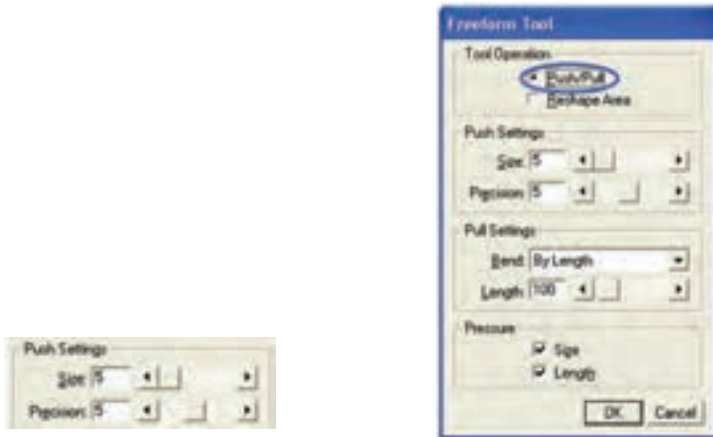 Freeform Tool
Tool Operation
Push/Pull
Reshape Area
Push Settings
Size 5
Precision 5
Pull Settings
Bend By Length
Length 100
Pressure
Size
Length
OK Cancel
Push Settings
Size 5
Precision 5